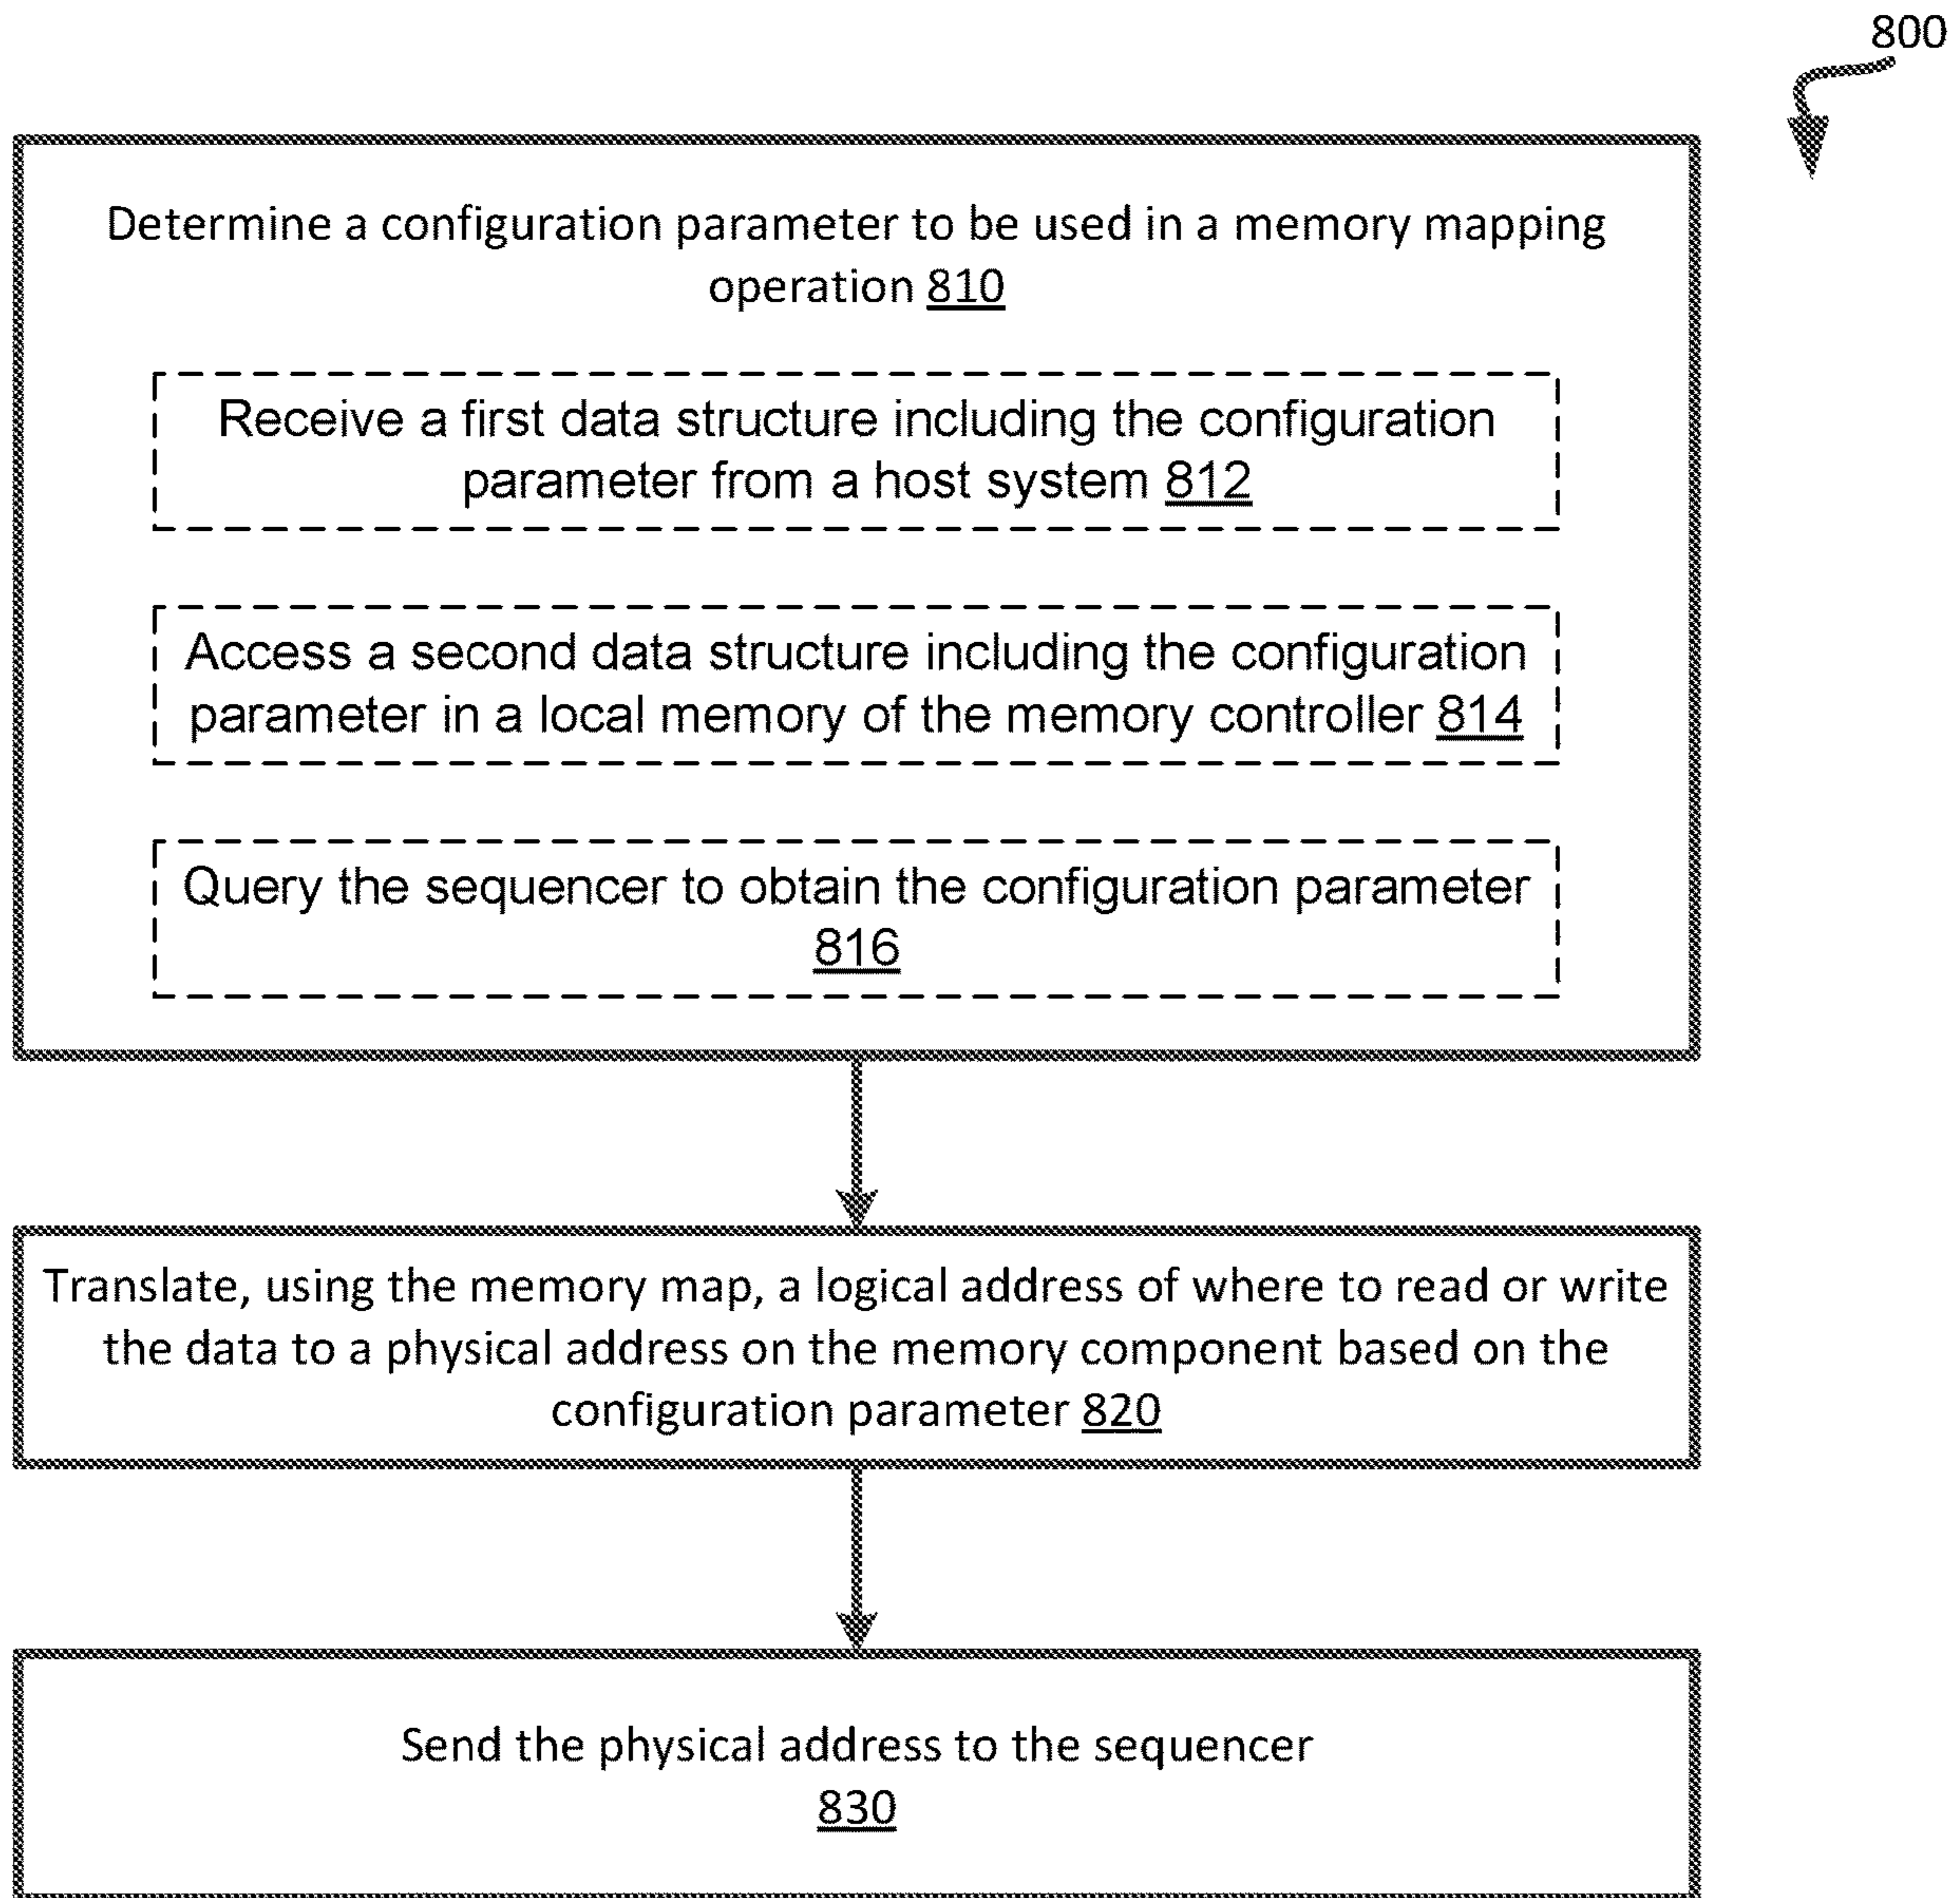 800
Determine a configuration parameter to be used in a memory mapping
operation 810
Receive a first data structure including the configuration
parameter from a host system 812
Access a second data structure including the configuration
parameter in a local memory of the memory controller 814
Query the sequencer to obtain the configuration parameter
816
Translate, using the memory map, a logical address of where to read or write
the data to a physical address on the memory component based on the
configuration parameter 820
Send the physical address to the sequencer
830